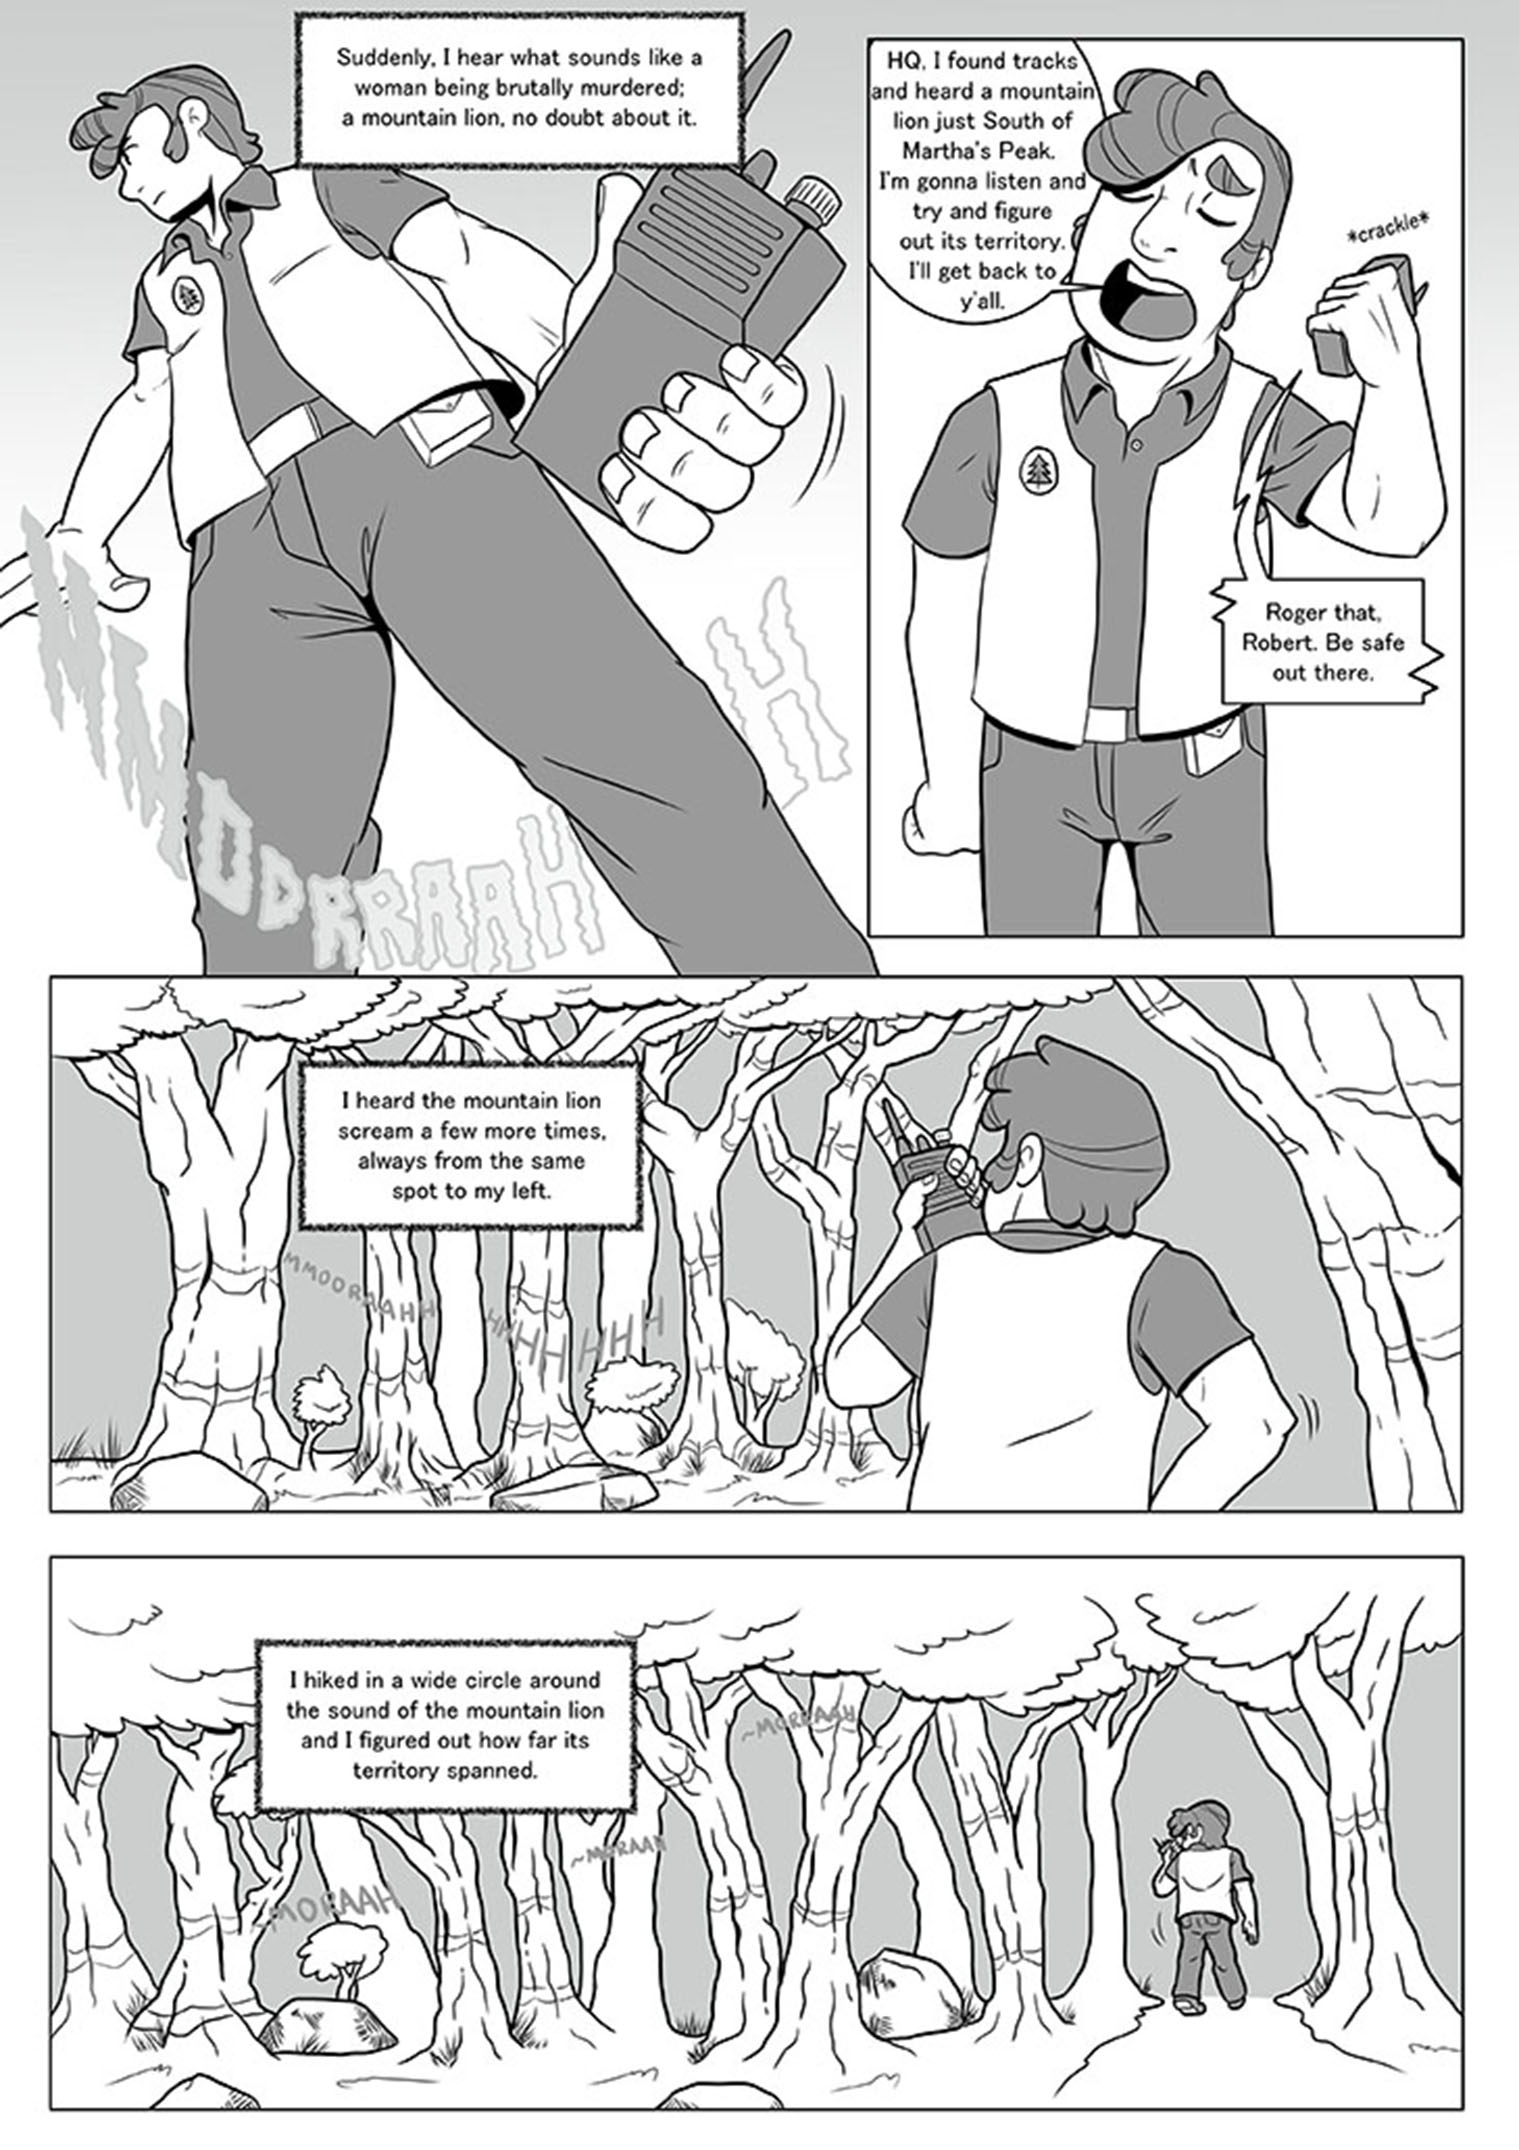 Suddenly, I hear what sounds like a
woman being brutally murdered;
a mountain lion, no doubt about it.
HQ, I found tracks
and heard a mountain
lion just South of
Martha's Peak.
I'm gonna listen and
try and figure
out its territory.
I'll get back to
y'all.
*crackle*
Roger that,
Robert. Be safe
out there.
I heard the mountain lion
scream a few more times,
always from the same
spot to my left.
MMOORAAHH
HHHHHHH
I hiked in a wide circle around
the sound of the mountain lion
and I figured out how far its
territory spanned.
~MORRAAH
~MORAAH
~MORAAH